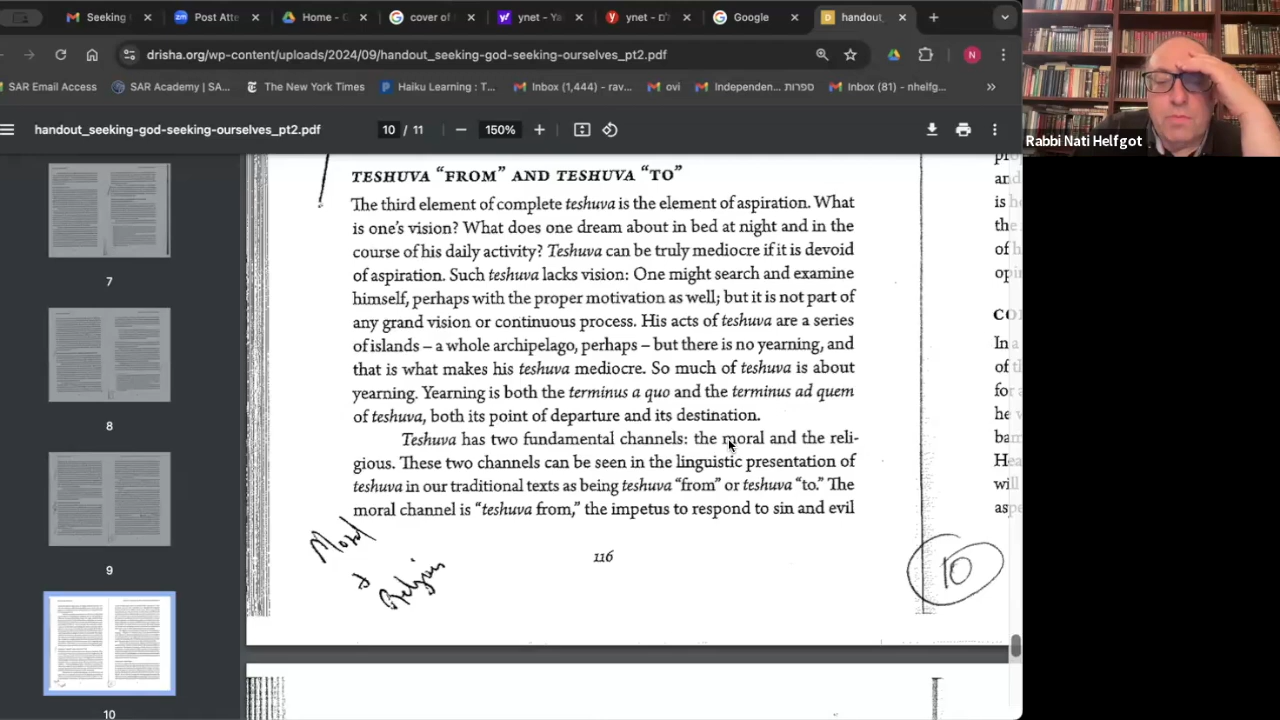 Seeking
Post Atte
Home -
cover of
ynet -
ynet -
Google
handout_
drisha.org/wp-content/uploads/2024/09/handout_seeking-god-seeking-ourselves_pt2.pdf
N
SAR Email Access
SAR Academy | SA...
The New York Times
Haiku Learning : T...
Inbox (1,444) - rav...
ovi
Independen...
ספרות
Inbox (81) - nhelfg...
handout_seeking-god-seeking-ourselves_pt2.pdf
10 / 11
150%
Rabbi Nati Helfgot
7
8
9
10
TESHUVA “FROM” AND TESHUVA “TO”
The third element of complete teshuva is the element of aspiration. What
is one’s vision? What does one dream about in bed at night and in the
course of his daily activity? Teshuva can be truly mediocre if it is devoid
of aspiration. Such teshuva lacks vision: One might search and examine
himself, perhaps with the proper motivation as well; but it is not part of
any grand vision or continuous process. His acts of teshuva are a series
of islands – a whole archipelago, perhaps – but there is no yearning, and
that is what makes his teshuva mediocre. So much of teshuva is about
yearning. Yearning is both the terminus a quo and the terminus ad quem
of teshuva, both its point of departure and its destination.
Teshuva has two fundamental channels: the moral and the reli-
gious. These two channels can be seen in the linguistic presentation of
teshuva in our traditional texts as being teshuva “from” or teshuva “to.” The
moral channel is “teshuva from,” the impetus to respond to sin and evil
116
Moral
10
is
the
of
CO
In a
of
he